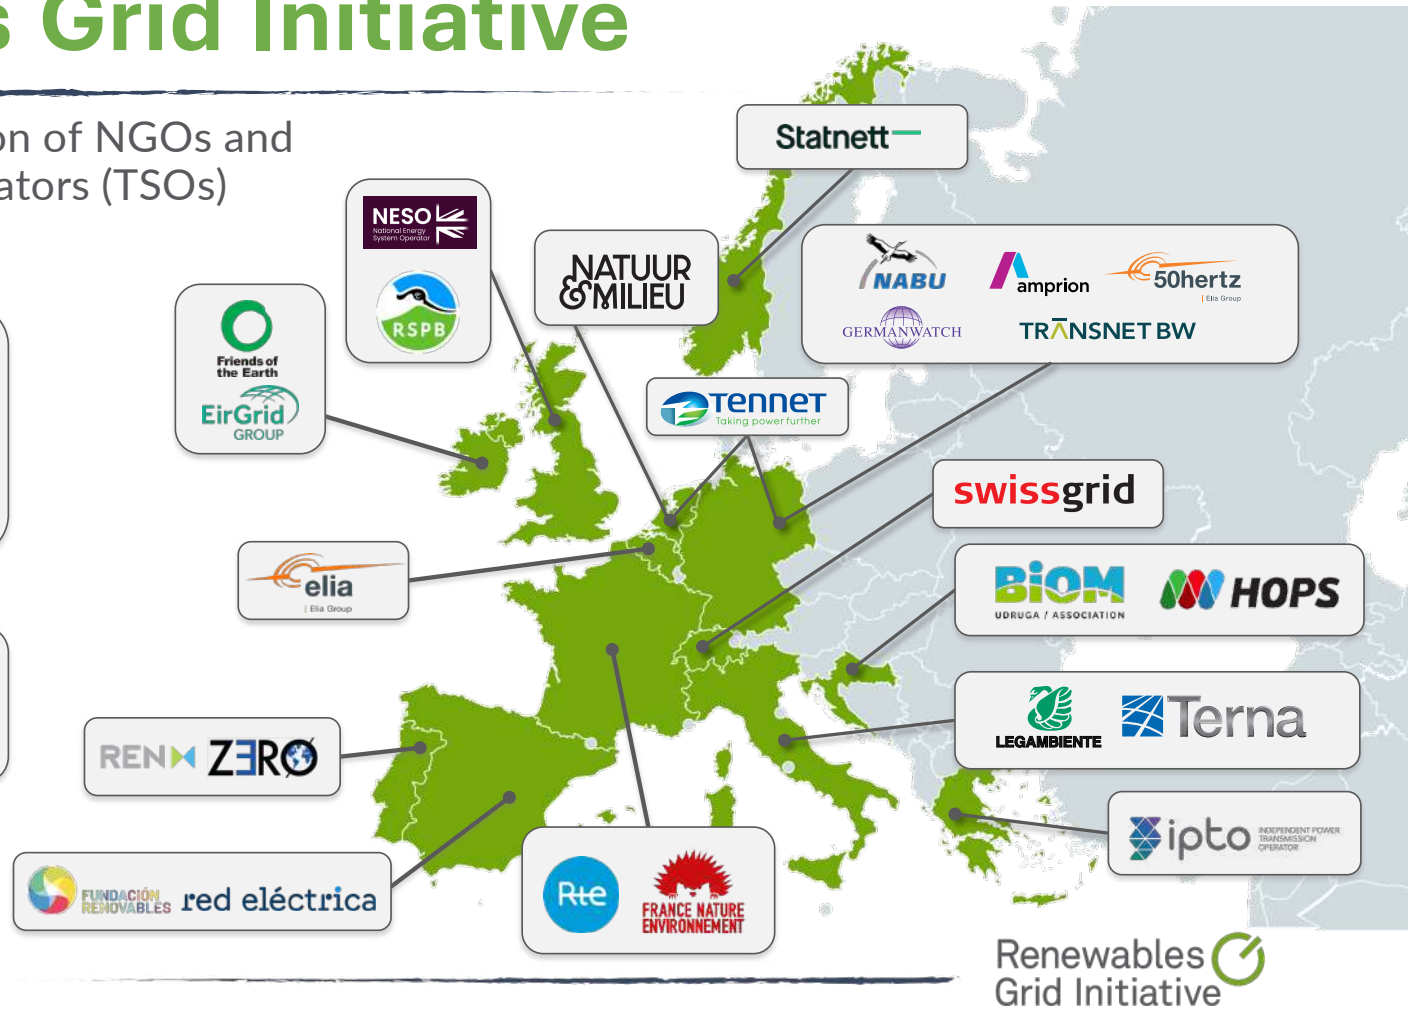 s Grid Initiative
on of NGOs and
ators (TSOs)
Statnett
NESO
National Energy
System Operator
RSPB
NATUUR
&MILIEU
NABU
amprion
50hertz
| Elia Group
GERMANWATCH
TRANSNET BW
Friends of
the Earth
EirGrid
GROUP
TenneT
Taking power further
swissgrid
elia
| Elia Group
BiOM
UDRUGA / ASSOCIATION
HOPS
LEGAMBIENTE
Terna
REN
ZERO
ipto
INDEPENDENT POWER
TRANSMISSION
OPERATOR
FUNDACIÓN
RENOVABLES
red eléctrica
Rte
FRANCE NATURE
ENVIRONNEMENT
Renewables
Grid Initiative